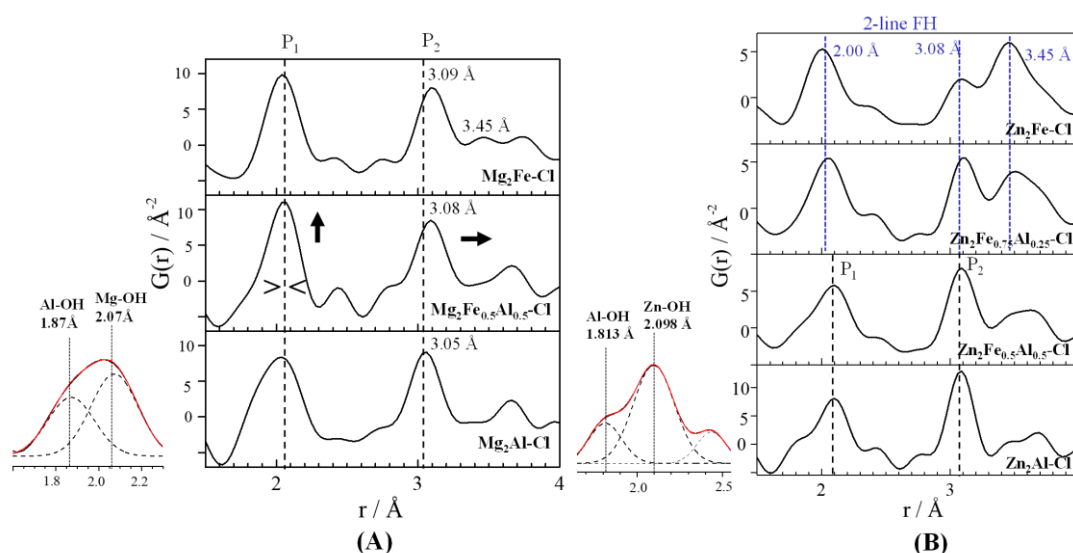 P₁
P₂
10
5
0
3.09 Å
3.45 Å
Mg₂Fe-Cl
10
5
0
-5
> <
3.08 Å
Mg₂Fe₀.₅Al₀.₅-Cl
10
5
0
-5
3.05 Å
Mg₂Al-Cl
G(r) / Å⁻²
2
3
4
r / Å
(A)
Al-OH
1.87Å
Mg-OH
2.07Å
1.8
2.0
2.2
2-line FH
5
0
2.00 Å
3.08 Å
3.45 Å
Zn₂Fe-Cl
5
0
Zn₂Fe₀.₇₅Al₀.₂₅-Cl
5
0
P₁
P₂
Zn₂Fe₀.₅Al₀.₅-Cl
10
5
0
Zn₂Al-Cl
G(r) / Å⁻²
2
3
r / Å
(B)
Al-OH
1.813 Å
Zn-OH
2.098 Å
2.0
2.5